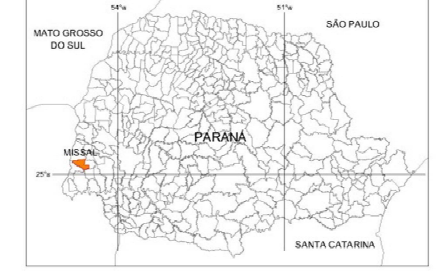 54°w 51°w
MATO GROSSO
DO SUL
SÃO PAULO
PARANÁ
MISSAL
25°s
SANTA CATARINA